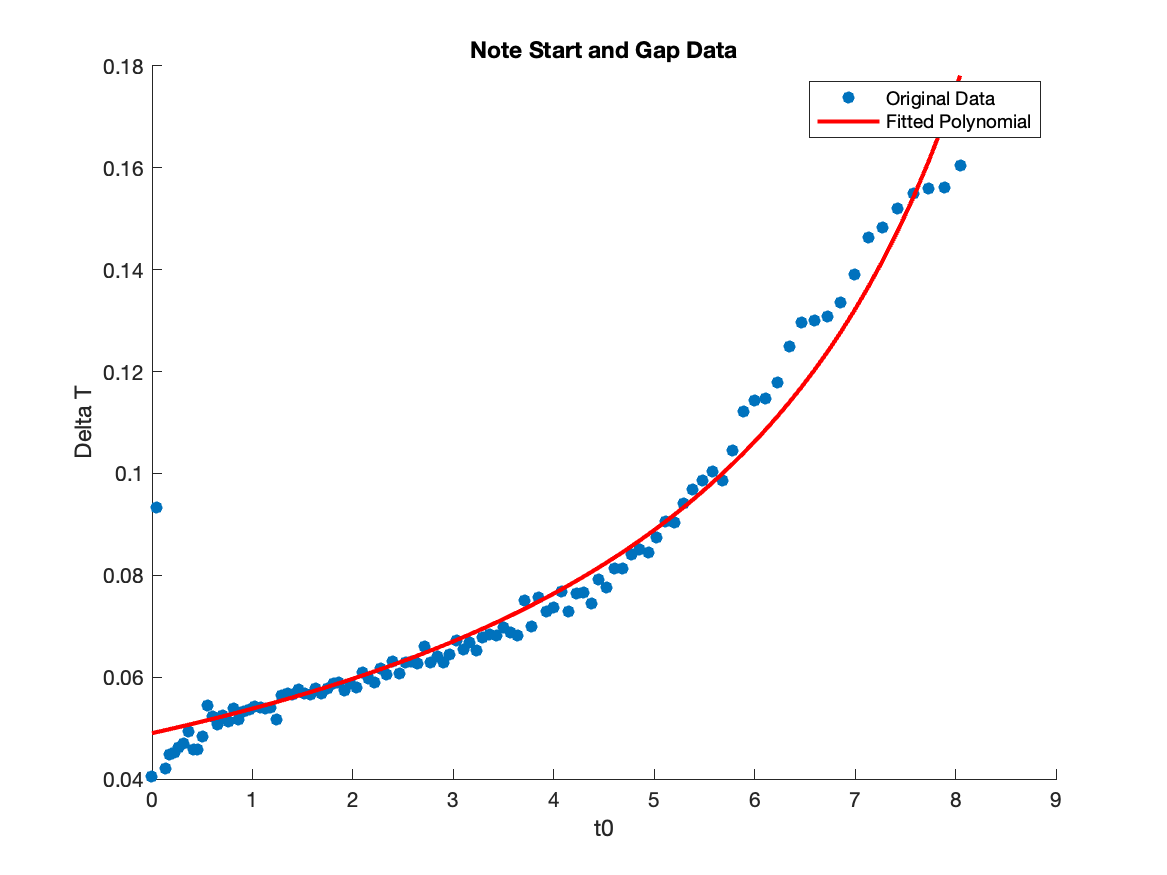 Note Start and Gap Data
Original Data
Fitted Polynomial
0.18
0.16
0.14
0.12
0.1
0.08
0.06
0.04
Delta T
0 1 2 3 4 5 6 7 8 9
t0